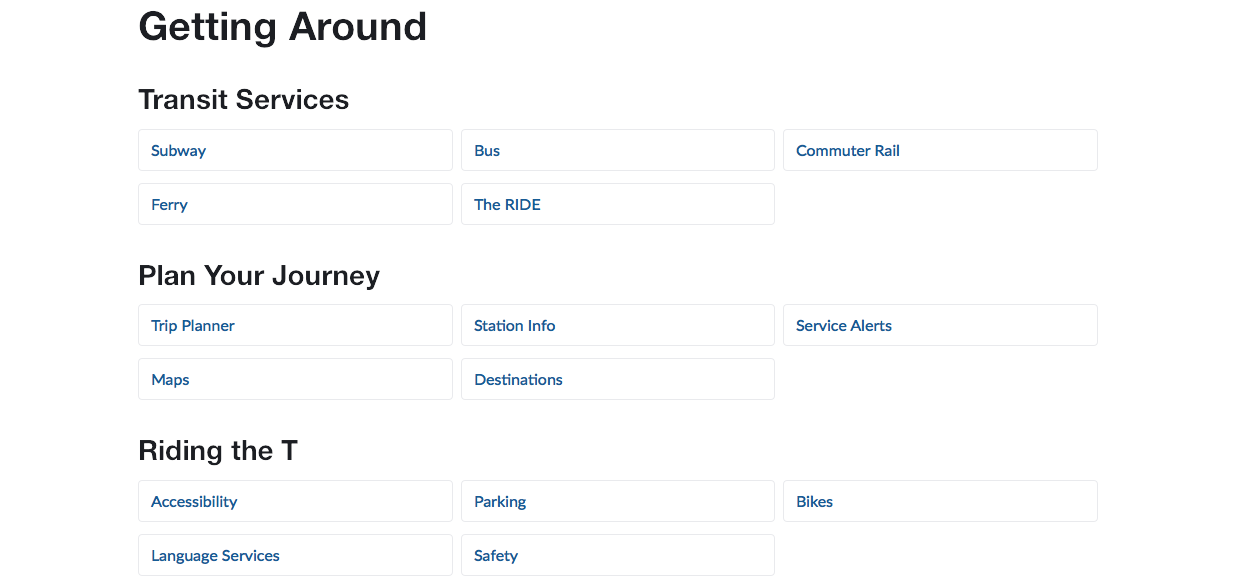 Getting Around
Transit Services
Subway
Bus
Commuter Rail
Ferry
The RIDE
Plan Your Journey
Trip Planner
Station Info
Service Alerts
Maps
Destinations
Riding the T
Accessibility
Parking
Bikes
Language Services
Safety